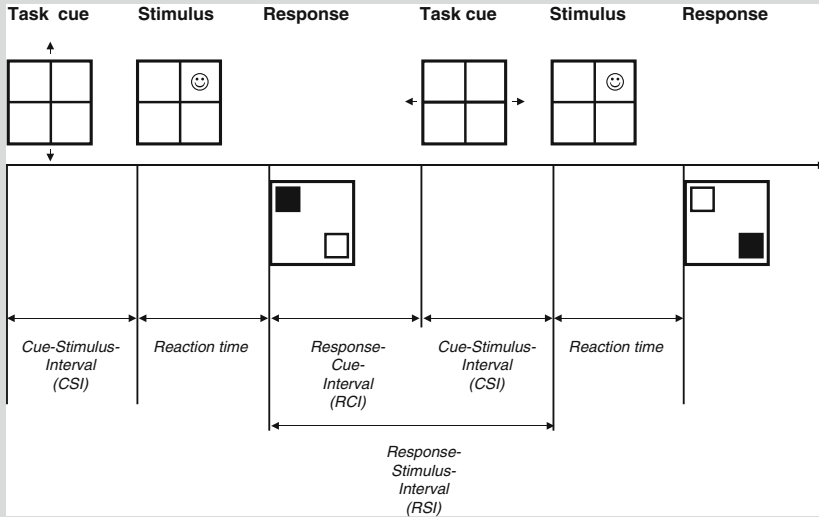 Task cue Stimulus Response Task cue Stimulus Response
Cue-Stimulus-
Interval
(CSI)
Reaction time
Response-
Cue-
Interval
(RCI)
Cue-Stimulus-
Interval
(CSI)
Reaction time
Response-
Stimulus-
Interval
(RSI)